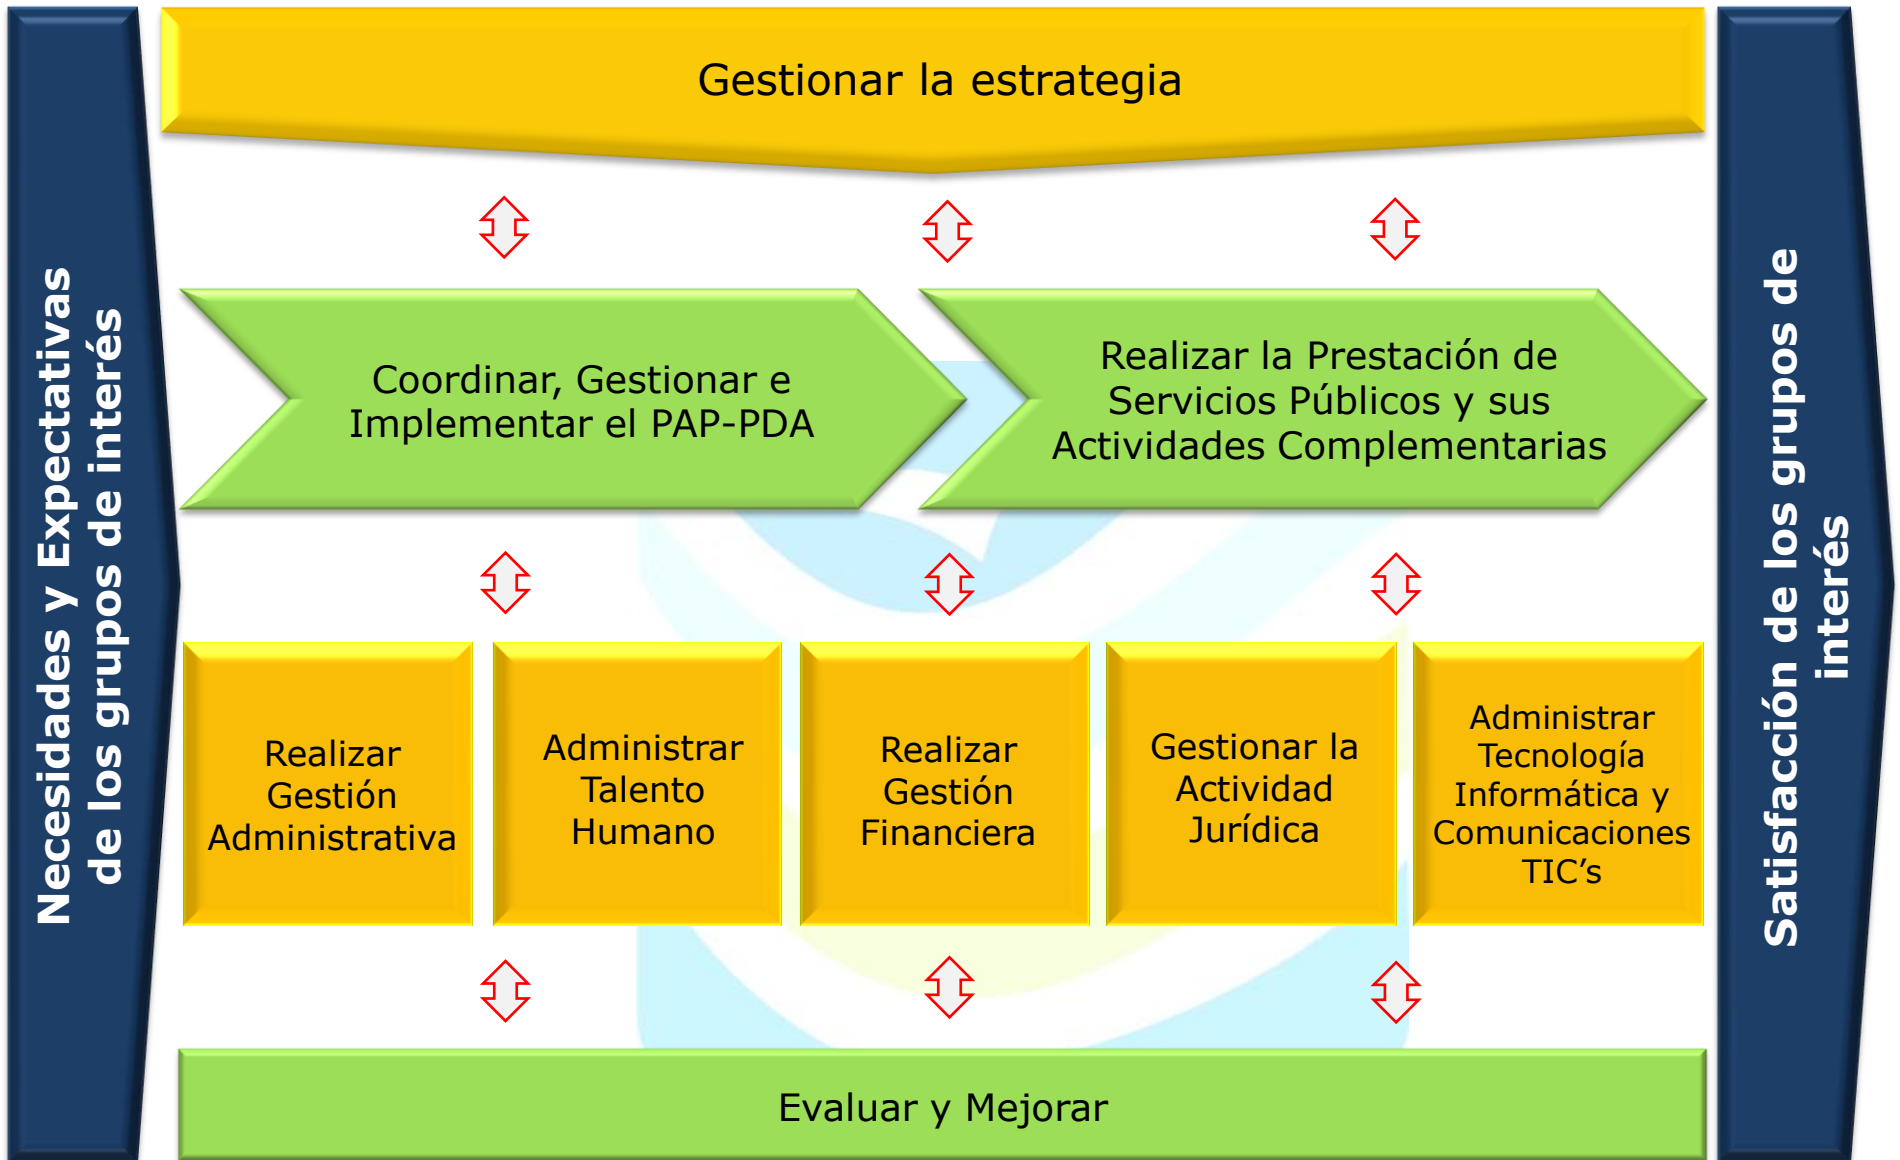 Gestionar la estrategia
Necesidades y Expectativas
de los grupos de interés
Coordinar, Gestionar e
Implementar el PAP-PDA
Realizar la Prestación de
Servicios Públicos y sus
Actividades Complementarias
Realizar
Gestión
Administrativa
Administrar
Talento
Humano
Realizar
Gestión
Financiera
Gestionar la
Actividad
Jurídica
Administrar
Tecnología
Informática y
Comunicaciones
TIC’s
Evaluar y Mejorar
Satisfacción de los grupos de
interés